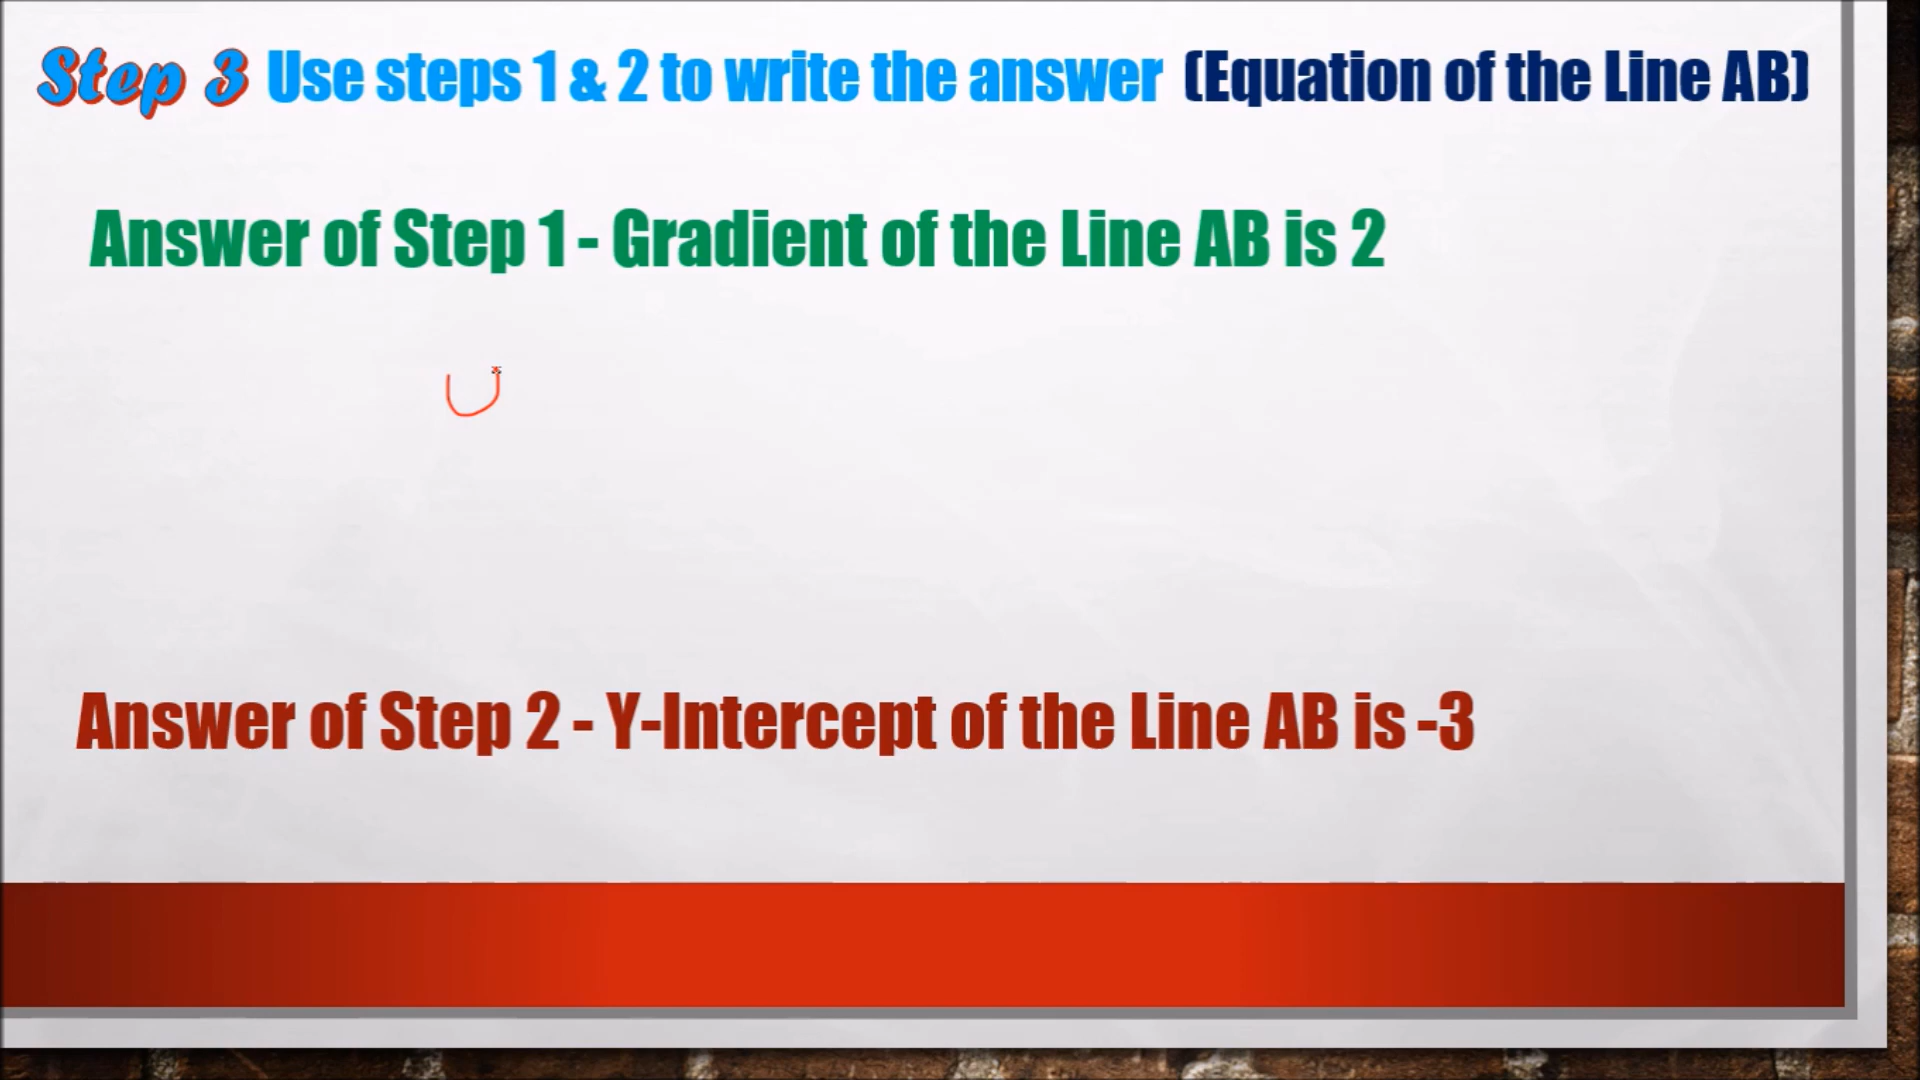 Step 3 Use steps 1 & 2 to write the answer (Equation of the Line AB)
Answer of Step 1 - Gradient of the Line AB is 2
Answer of Step 2 - Y-Intercept of the Line AB is -3